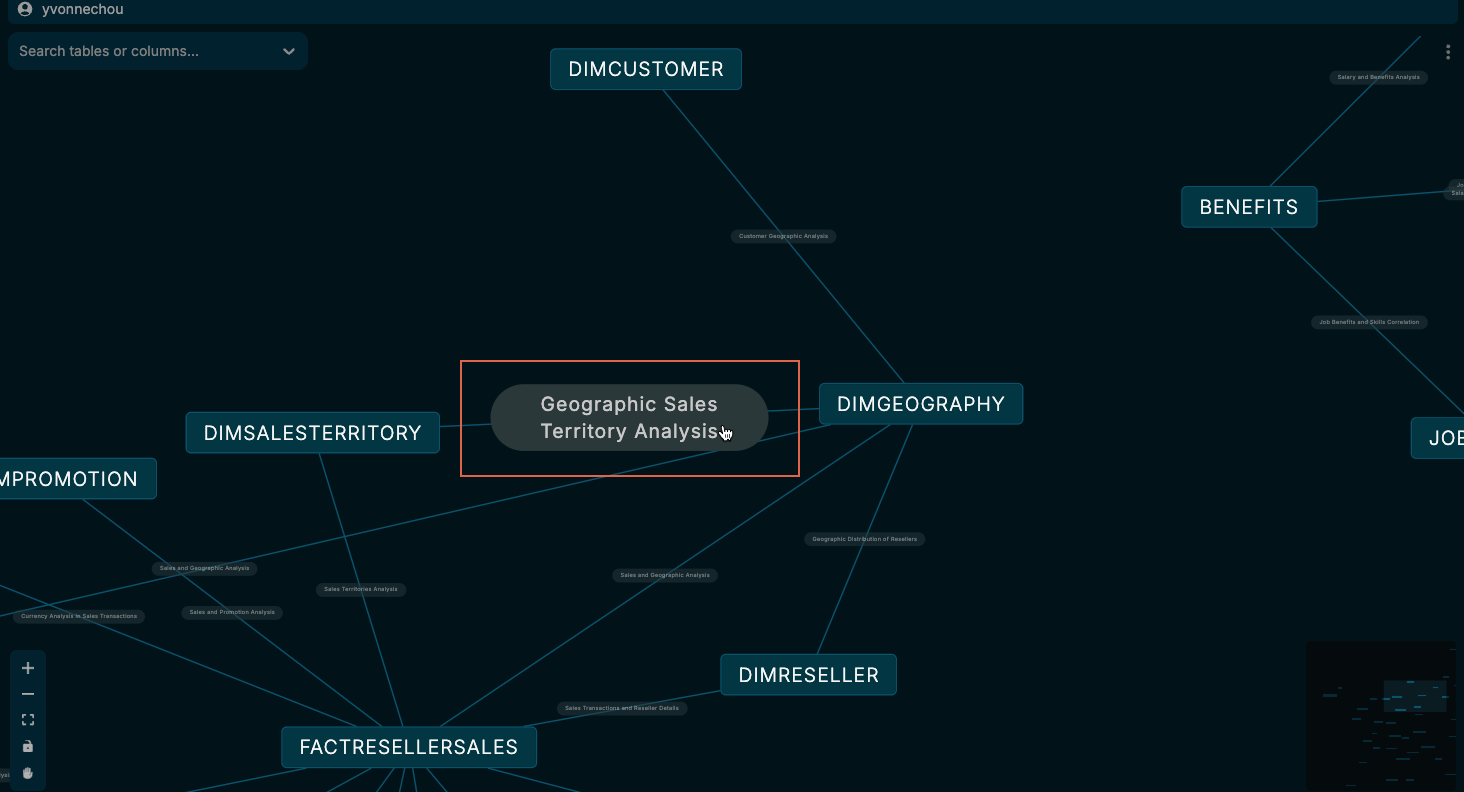 yvonnechou
Search tables or columns...
DIMCUSTOMER
Salary and Benefits Analysis
BENEFITS
Customer Geographic Analysis
Job Benefits and Skills Correlation
Geographic Sales
Territory Analysis
DIMGEOGRAPHY
DIMSALESTERRITORY
MPROMOTION
Geographic Distribution of Resellers
Sales and Geographic Analysis
Sales and Geographic Analysis
Sales Territories Analysis
Sales and Promotion Analysis
Currency Analysis in Sales Transactions
DIMRESELLER
Sales Transactions and Reseller Details
FACTRESELLERSALES